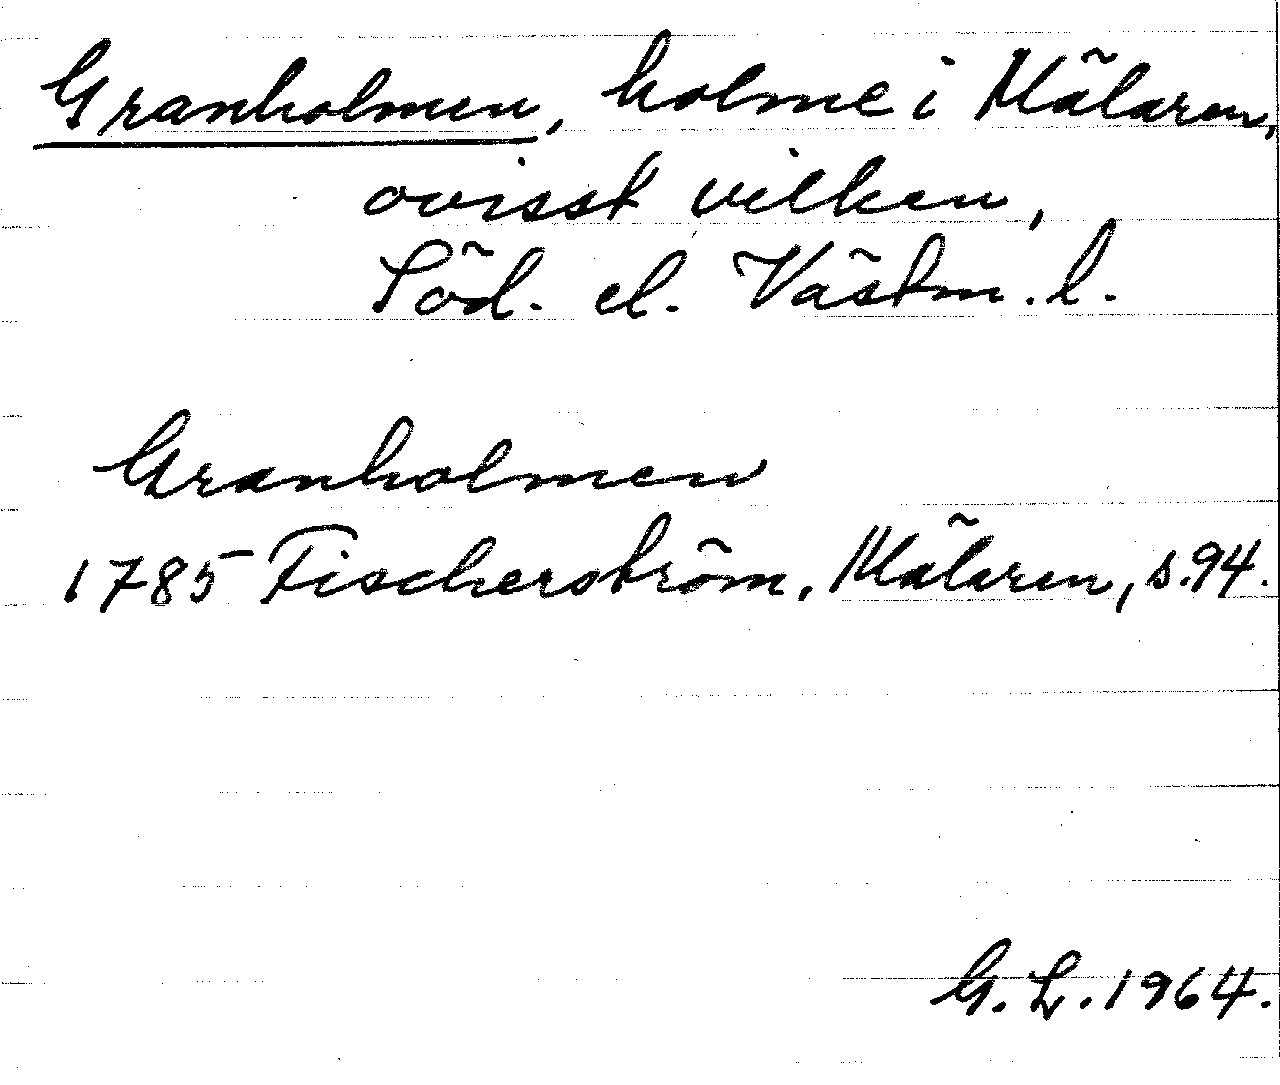 Granholmen, holme i Mälaren,
ovisst vilken,
Söd. el. Västm. l.
Granholmen
1785 Fischerström, Mälaren, s. 94.
G. L. 1964.